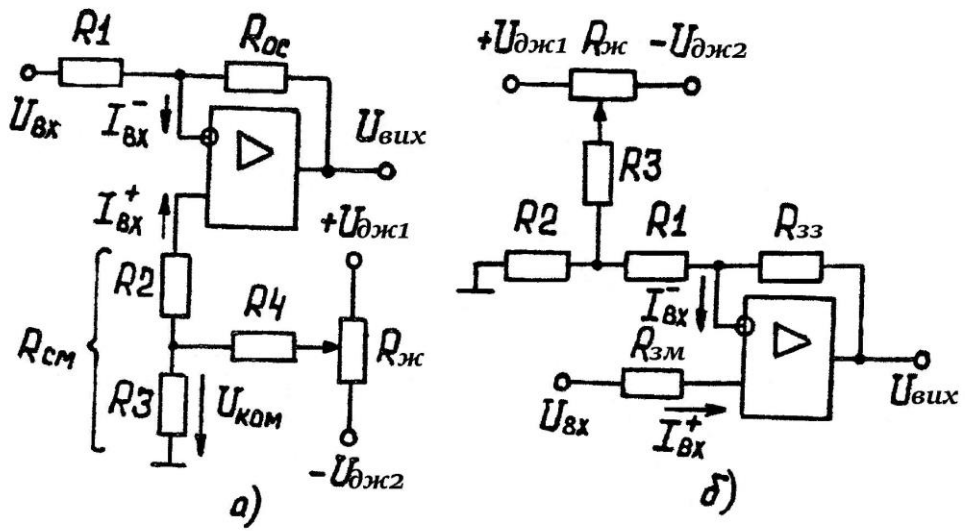 R1
Rос
Uвх
I⁻вх
Uвих
I⁺вх
+Uдж1
R2
R4
Rсм
Rж
R3
Uком
-Uдж2
а)
+Uдж1 Rж -Uдж2
R3
R2
R1
Rзз
I⁻вх
Rзм
Uвх
I⁺вх
Uвих
б)